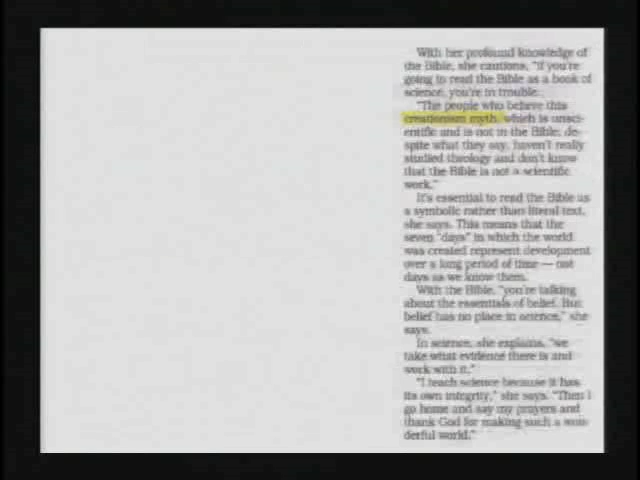 With her profound knowledge of
the Bible, she cautions, "if you're
going to read the Bible as a book of
science, you're in trouble.
"The people who believe this
creationism myth, which is unsci-
entific and is not in the Bible, de-
spite what they say, haven't really
studied theology and don't know
that the Bible is not a scientific
work."
It's essential to read the Bible as
a symbolic rather than literal text,
she says. This means that the
seven "days" in which the world
was created represent development
over a long period of time — not
days as we know them.
With the Bible, "you're talking
about the essentials of belief. But
belief has no place in science," she
says.
In science, she explains, "we
take what evidence there is and
work with it."
"I teach science because it has
its own integrity," she says. "Then I
go home and say my prayers and
thank God for making such a won-
derful world."